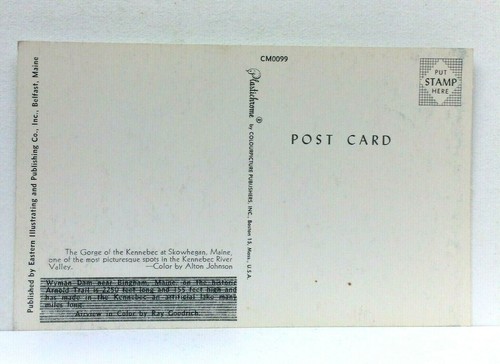 CM0099
PUT
STAMP
HERE
POST CARD
Published by Eastern Illustrating and Publishing Co., Inc., Belfast, Maine
Plastichrome ® by COLOURPICTURE PUBLISHERS, INC., Boston 15, Mass., U.S.A.
The Gorge of the Kennebec at Skowhegan, Maine,
one of the most picturesque spots in the Kennebec River
Valley. —Color by Alton Johnson
Wyman Dam near Bingham, Maine, on the historic
Arnold Trail is 2250 feet long and 155 feet high and
has made in the Kennebec an artificial lake many
miles long.
Airview in Color by Ray Goodrich.